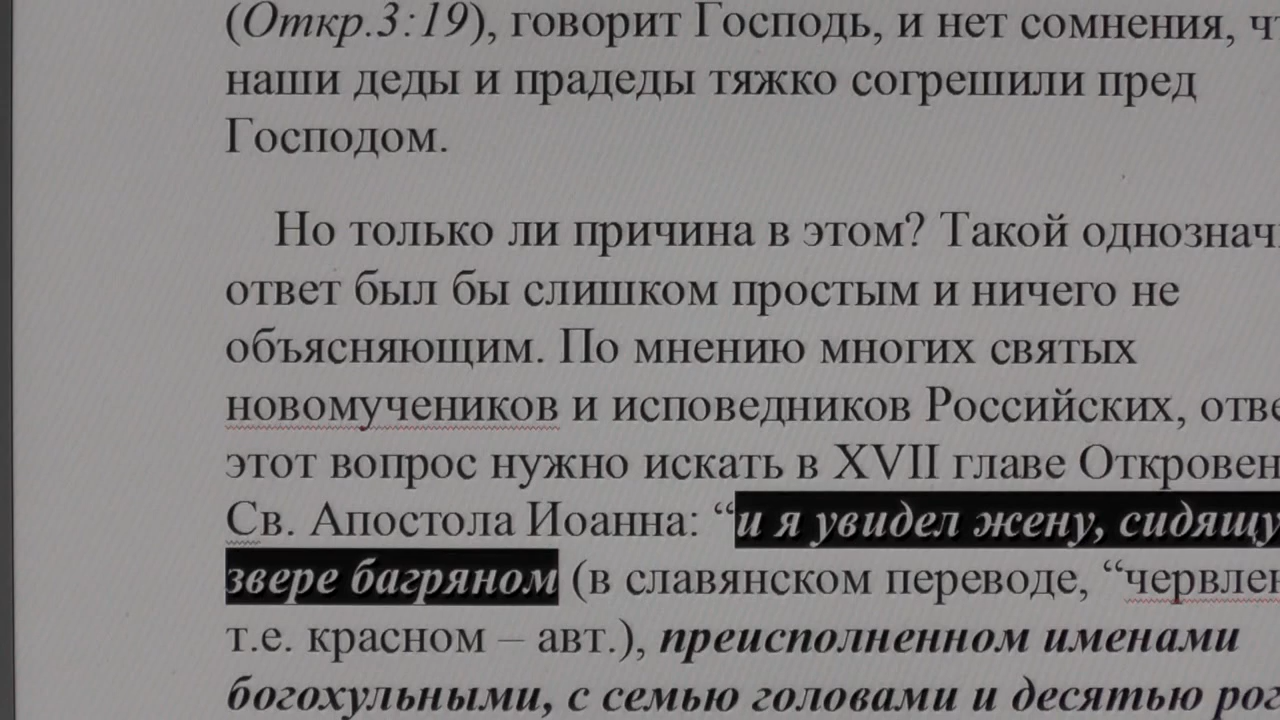 (Откр.3:19), говорит Господь, и нет сомнения,
наши деды и прадеды тяжко согрешили пред
Господом.
Но только ли причина в этом? Такой
ответ был бы слишком простым и ничего не
объясняющим. По мнению многих святых
новомучеников и исповедников Российских,
этот вопрос нужно искать в XVII главе
Св. Апостола Иоанна: “и я увидел жену,
звере багряном (в славянском переводе,
т.е. красном – авт.), преисполненном именами
богохульными, с семью головами и десятью